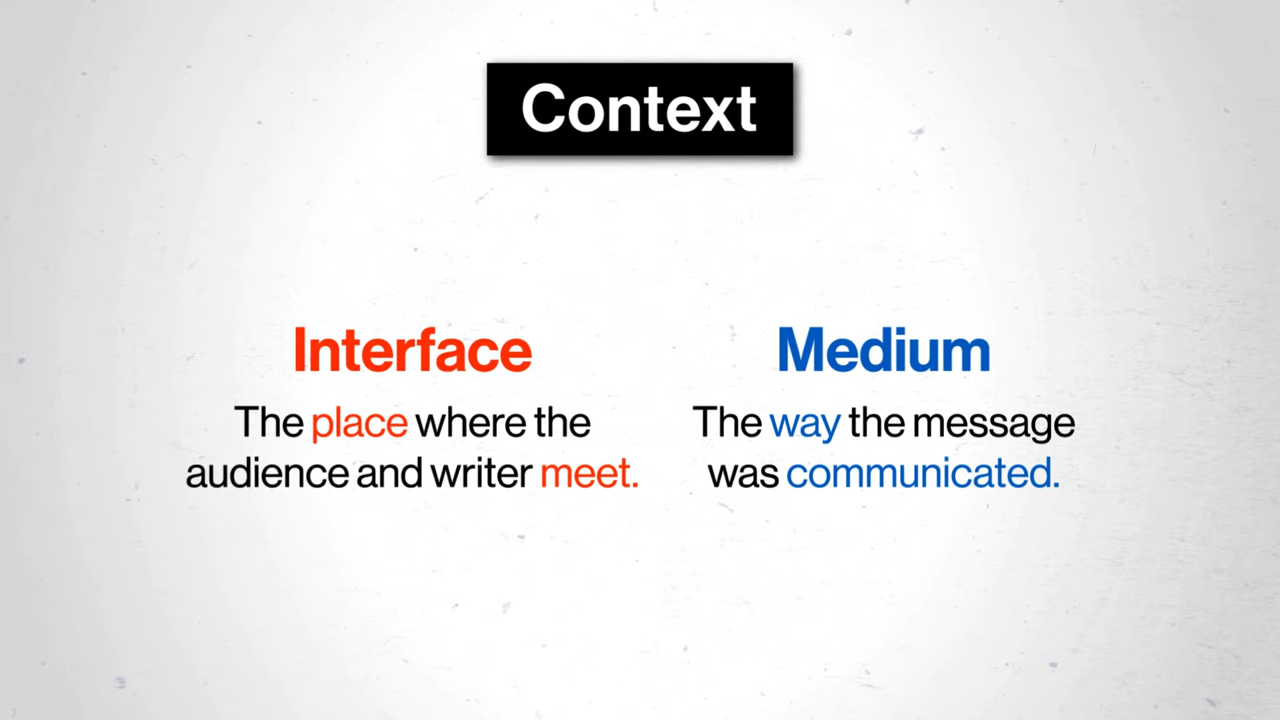 Context
Interface
The place where the
audience and writer meet.
Medium
The way the message
was communicated.